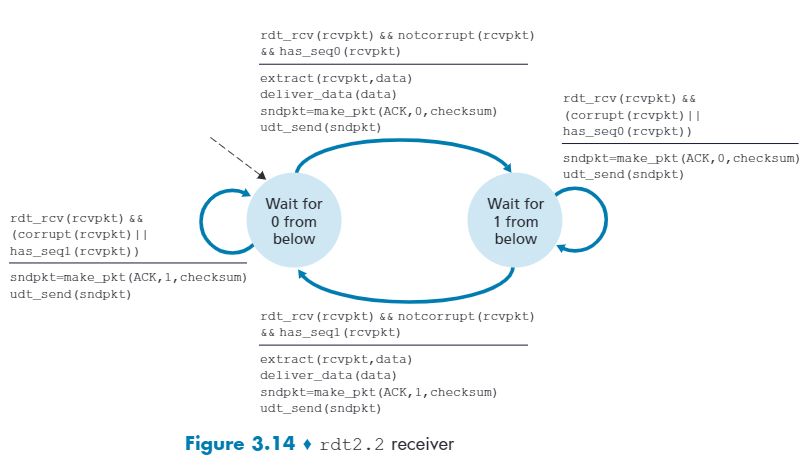 rdt_rcv(rcvpkt) && notcorrupt(rcvpkt)
&& has_seq0(rcvpkt)
extract(rcvpkt,data)
deliver_data(data)
sndpkt=make_pkt(ACK,0,checksum)
udt_send(sndpkt)
rdt_rcv(rcvpkt) &&
(corrupt(rcvpkt)||
has_seq0(rcvpkt))
sndpkt=make_pkt(ACK,0,checksum)
udt_send(sndpkt)
Wait for
0 from
below
Wait for
1 from
below
rdt_rcv(rcvpkt) &&
(corrupt(rcvpkt)||
has_seq1(rcvpkt))
sndpkt=make_pkt(ACK,1,checksum)
udt_send(sndpkt)
rdt_rcv(rcvpkt) && notcorrupt(rcvpkt)
&& has_seq1(rcvpkt)
extract(rcvpkt,data)
deliver_data(data)
sndpkt=make_pkt(ACK,1,checksum)
udt_send(sndpkt)
Figure 3.14 ♦ rdt2.2 receiver